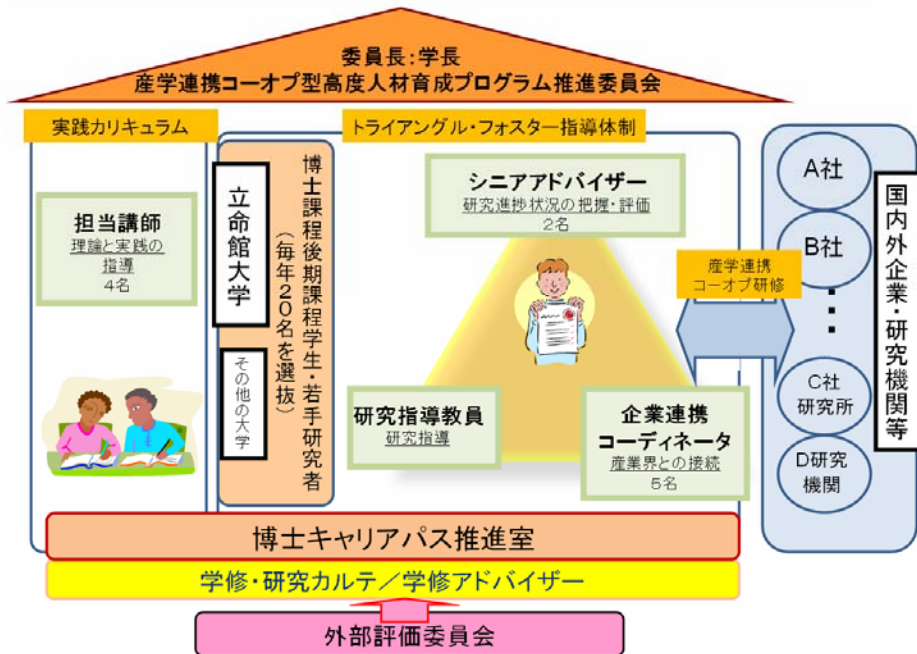 委員長：学長
産学連携コーオプ型高度人材育成プログラム推進委員会
実践カリキュラム
トライアングル・フォスター指導体制
担当講師
理論と実践の
指導
4名
立命館大学
その他の大学
博士課程後期課程学生・若手研究者
（毎年20名を選抜）
シニアアドバイザー
研究進捗状況の把握・評価
2名
研究指導教員
研究指導
企業連携
コーディネータ
産業界との接続
5名
産学連携
コーオプ研修
A社
B社
C社
研究所
D研究
機関
国内外企業・研究機関等
博士キャリアパス推進室
学修・研究カルテ／学修アドバイザー
外部評価委員会